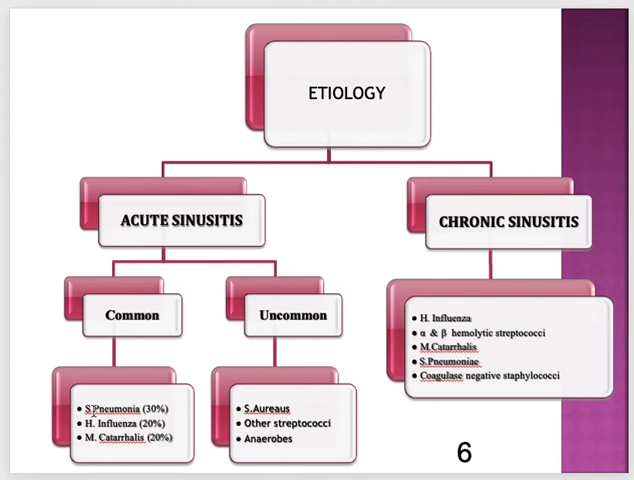 ETIOLOGY
ACUTE SINUSITIS
CHRONIC SINUSITIS
Common
Uncommon
• S.Pneumonia (30%)
• H. Influenza (20%)
• M. Catarrhalis (20%)
• S.Aureaus
• Other streptococci
• Anaerobes
• H. Influenza
• α & β hemolytic streptococci
• M.Catarrhalis
• S.Pneumoniae
• Coagulase negative staphylococci
6